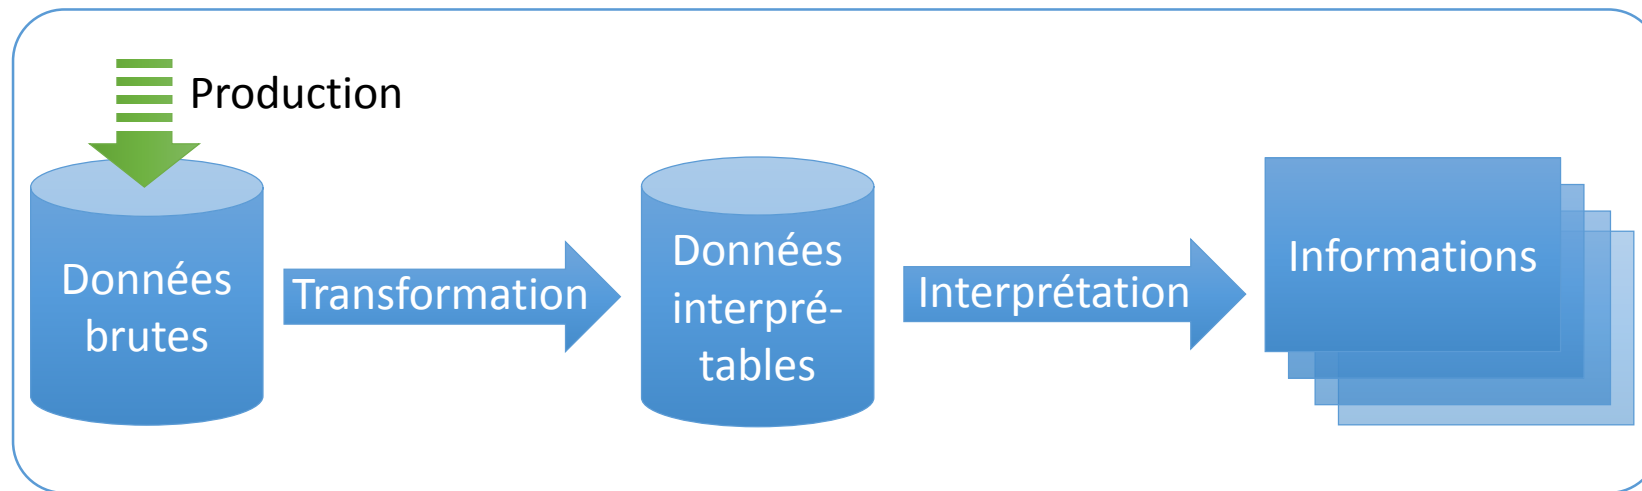 Production
Données
brutes
Transformation
Données
interpré-
tables
Interprétation
Informations